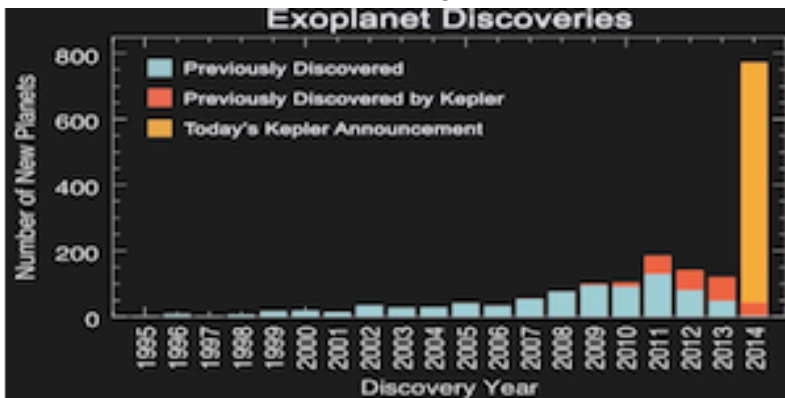 Exoplanet Discoveries
Number of New Planets
800
600
400
200
0
Previously Discovered
Previously Discovered by Kepler
Today's Kepler Announcement
1995 1996 1997 1998 1999 2000 2001 2002 2003 2004 2005 2006 2007 2008 2009 2010 2011 2012 2013 2014
Discovery Year